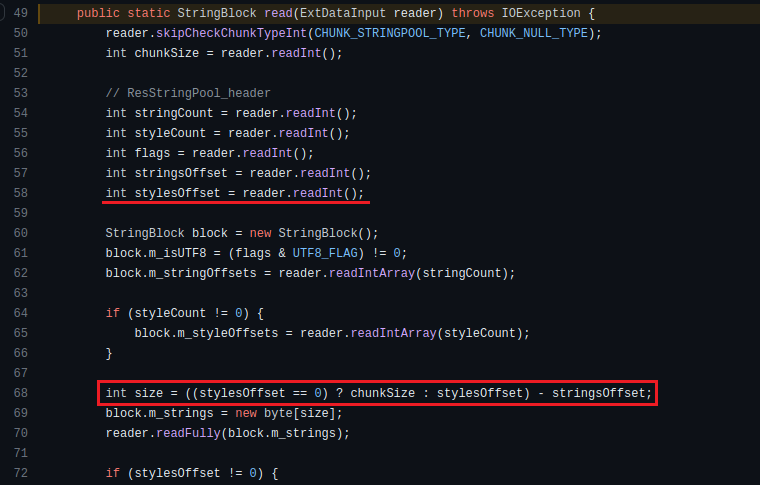 49 public static StringBlock read(ExtDataInput reader) throws IOException {
50 reader.skipCheckChunkTypeInt(CHUNK_STRINGPOOL_TYPE, CHUNK_NULL_TYPE);
51 int chunkSize = reader.readInt();
52
53 // ResStringPool_header
54 int stringCount = reader.readInt();
55 int styleCount = reader.readInt();
56 int flags = reader.readInt();
57 int stringsOffset = reader.readInt();
58 int stylesOffset = reader.readInt();
59
60 StringBlock block = new StringBlock();
61 block.m_isUTF8 = (flags & UTF8_FLAG) != 0;
62 block.m_stringOffsets = reader.readIntArray(stringCount);
63
64 if (styleCount != 0) {
65 block.m_styleOffsets = reader.readIntArray(styleCount);
66 }
67
68 int size = ((stylesOffset == 0) ? chunkSize : stylesOffset) - stringsOffset;
69 block.m_strings = new byte[size];
70 reader.readFully(block.m_strings);
71
72 if (stylesOffset != 0) {